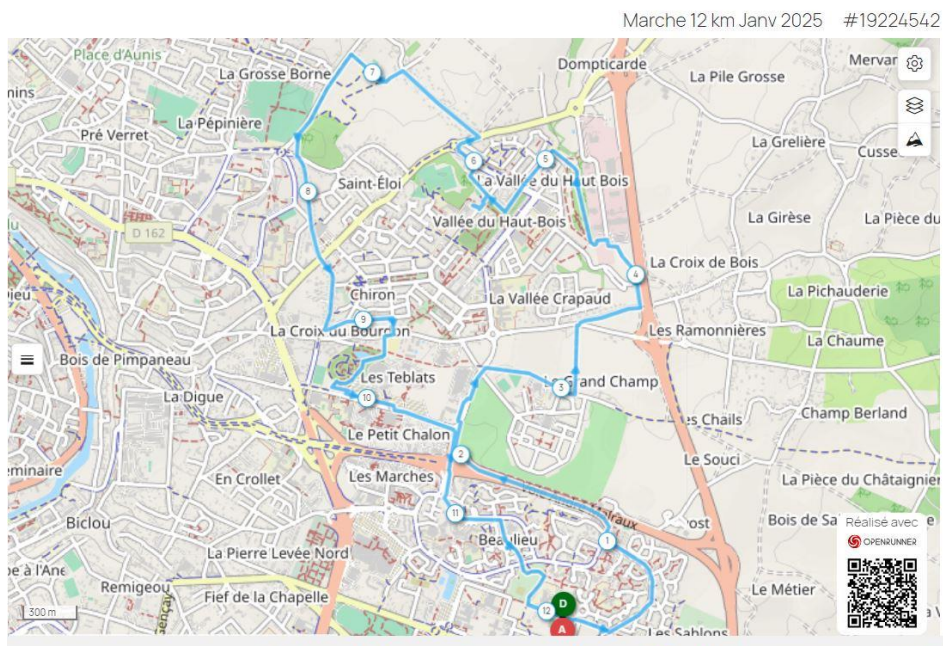 Marche 12 km Janv 2025 #19224542
Place d'Aunis
La Grosse Borne
Dompticarde
La Pile Grosse
La Pépinière
Pré Verret
La Grelière
Saint-Éloi
La Vallée du Haut Bois
Vallée du Haut-Bois
La Girèse
La Pièce du
D 162
La Croix de Bois
La Pichauderie
Chiron
La Vallée Crapaud
La Croix du Bourdon
Les Ramonnières
La Chaume
Bois de Pimpaneau
Les Teblats
Grand Champ
La Digue
Champ Berland
es Chails
Le Petit Chalon
Le Souci
eminaire
En Crollet
Les Marches
La Pièce du Châtaignier
Biclou
Malraux
Beaulieu
Bois de Sa
Réalisé avec
OPENRUNNER
La Pierre Levée Nord
Remigeou
Fief de la Chapelle
Le Métier
300 m
Les Sablons
1
2
3
4
5
6
7
8
9
10
11
12
D
A